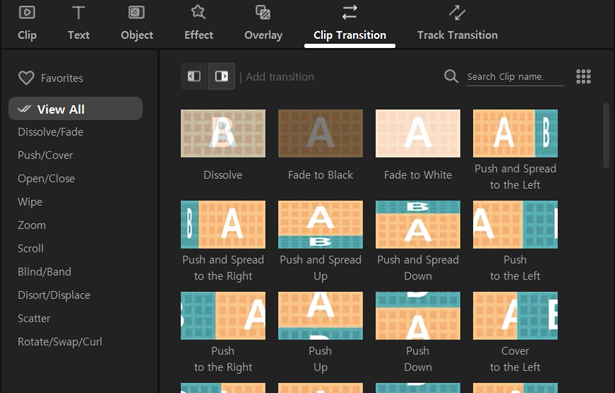 Clip Text Object Effect Overlay Clip Transition Track Transition
Favorites
View All
Dissolve/Fade
Push/Cover
Open/Close
Wipe
Zoom
Scroll
Blind/Band
Disort/Displace
Scatter
Rotate/Swap/Curl
| Add transition
Search Clip name.
B A A A B
Dissolve Fade to Black Fade to White Push and Spread
to the Left
B A A B B A A
Push and Spread Push and Spread Push and Spread Push
to the Right Up Down to the Left
B A A B A A B
Push Push Push Cover
to the Right Up Down to the Left